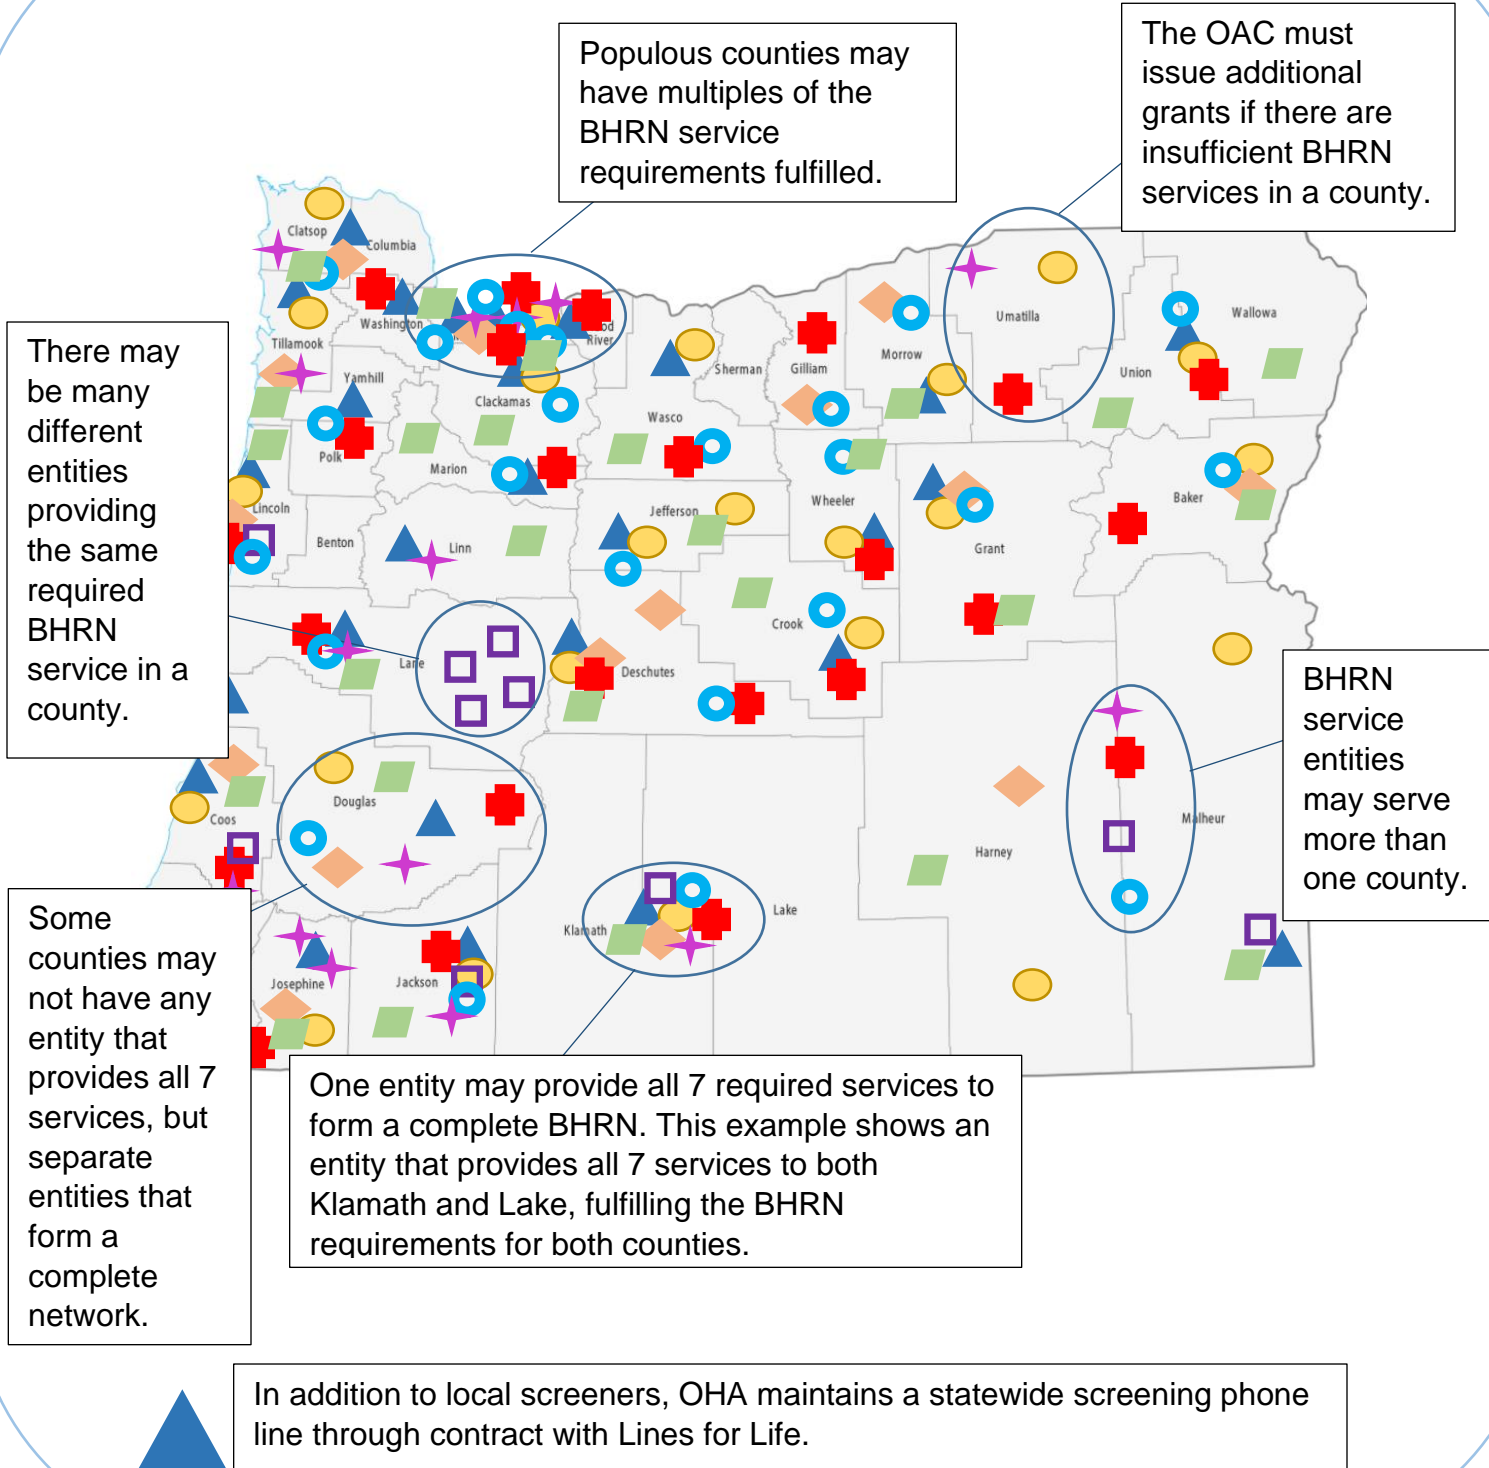 Populous counties may
have multiples of the
BHRN service
requirements fulfilled.
The OAC must
issue additional
grants if there are
insufficient BHRN
services in a county.
There may
be many
different
entities
providing
the same
required
BHRN
service in a
county.
BHRN
service
entities
may serve
more than
one county.
Some
counties may
not have any
entity that
provides all 7
services, but
separate
entities that
form a
complete
network.
One entity may provide all 7 required services to
form a complete BHRN. This example shows an
entity that provides all 7 services to both
Klamath and Lake, fulfilling the BHRN
requirements for both counties.
In addition to local screeners, OHA maintains a statewide screening phone
line through contract with Lines for Life.
Clatsop
Columbia
Tillamook
Washington
River
Yamhill
Clackamas
Polk
Marion
Lincoln
Benton
Linn
Wasco
Sherman
Gilliam
Morrow
Umatilla
Union
Wallowa
Jefferson
Wheeler
Grant
Baker
Lane
Deschutes
Crook
Douglas
Coos
Klamath
Lake
Harney
Malheur
Josephine
Jackson